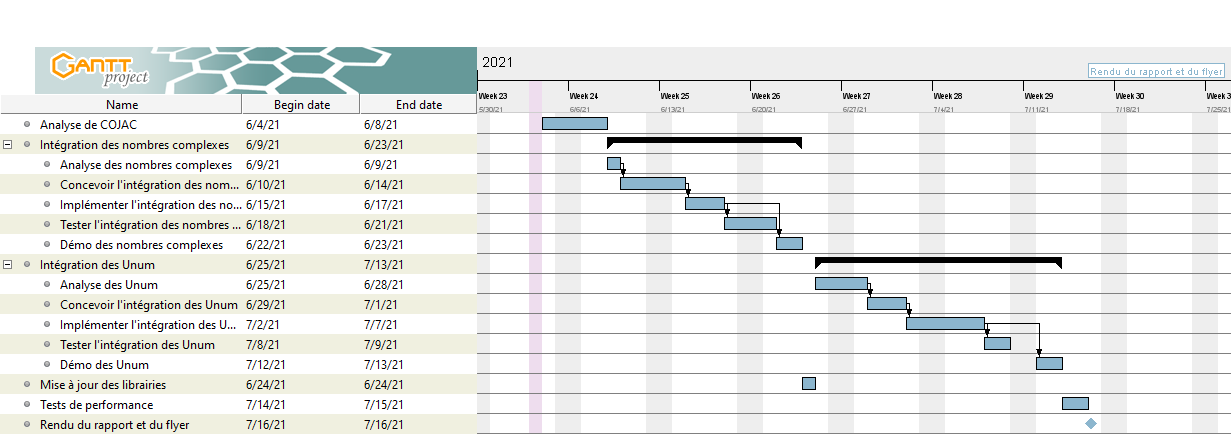 2021
GANTT
project
Rendu du rapport et du flyer
Name Begin date End date
Week 23 Week 24 Week 25 Week 26 Week 27 Week 28 Week 29 Week 30 Week 3
5/30/21 6/6/21 6/13/21 6/20/21 6/27/21 7/4/21 7/11/21 7/18/21 7/25/21
Analyse de COJAC 6/4/21 6/8/21
Intégration des nombres complexes 6/9/21 6/23/21
Analyse des nombres complexes 6/9/21 6/9/21
Concevoir l'intégration des nom... 6/10/21 6/14/21
Implémenter l'intégration des no... 6/15/21 6/17/21
Tester l'intégration des nombres ... 6/18/21 6/21/21
Démo des nombres complexes 6/22/21 6/23/21
Intégration des Unum 6/25/21 7/13/21
Analyse des Unum 6/25/21 6/28/21
Concevoir l'intégration des Unum 6/29/21 7/1/21
Implémenter l'intégration des U... 7/2/21 7/7/21
Tester l'intégration des Unum 7/8/21 7/9/21
Démo des Unum 7/12/21 7/13/21
Mise à jour des librairies 6/24/21 6/24/21
Tests de performance 7/14/21 7/15/21
Rendu du rapport et du flyer 7/16/21 7/16/21